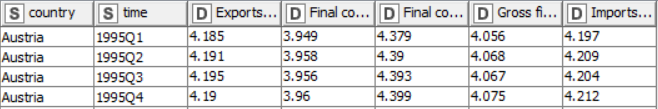 S country S time D Exports... D Final co... D Final co... D Gross fi... D Imports...
Austria 1995Q1 4.185 3.949 4.379 4.056 4.197
Austria 1995Q2 4.191 3.958 4.39 4.068 4.209
Austria 1995Q3 4.195 3.956 4.393 4.067 4.204
Austria 1995Q4 4.19 3.96 4.399 4.075 4.212